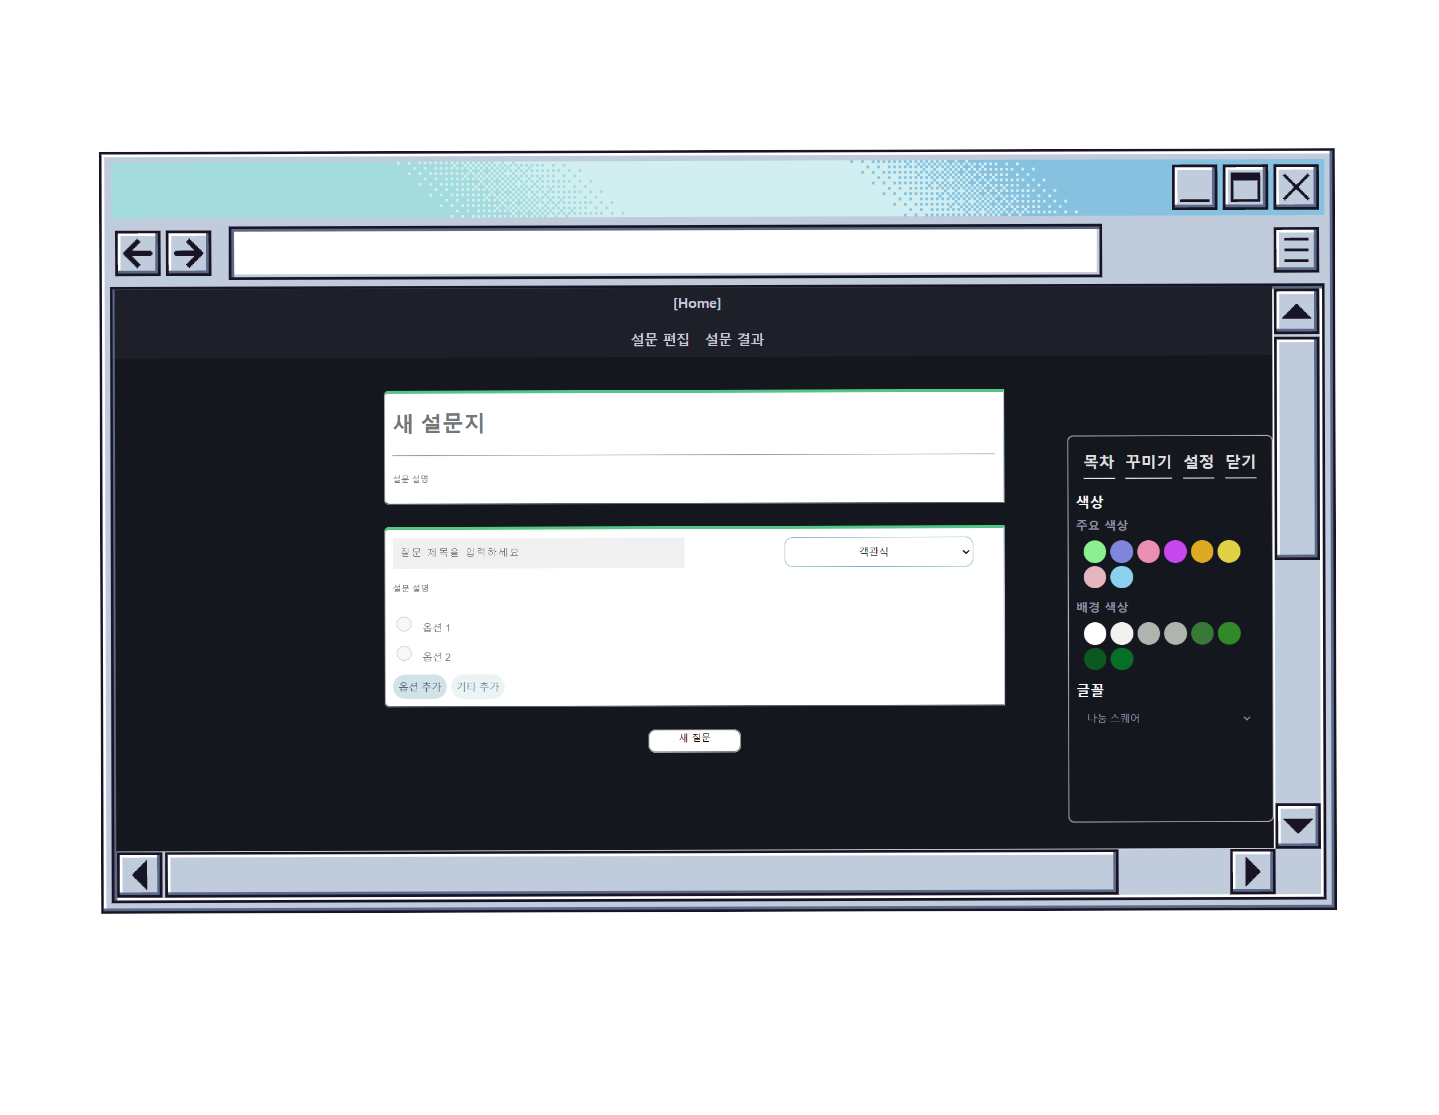 [Home]
설문 편집 설문 결과
새 설문지
설문 설명
질문 제목을 입력하세요
객관식
설문 설명
옵션 1
옵션 2
옵션 추가 기타 추가
새 질문
목차 꾸미기 설정 닫기
색상
주요 색상
배경 색상
글꼴
나눔 스퀘어